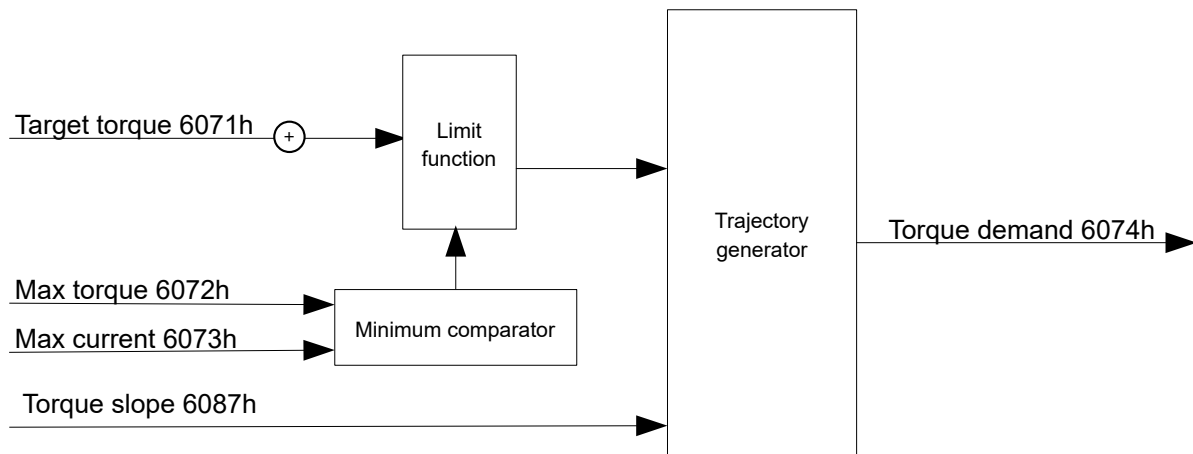 Target torque 6071h
+
Limit
function
Trajectory
generator
Torque demand 6074h
Max torque 6072h
Max current 6073h
Minimum comparator
Torque slope 6087h